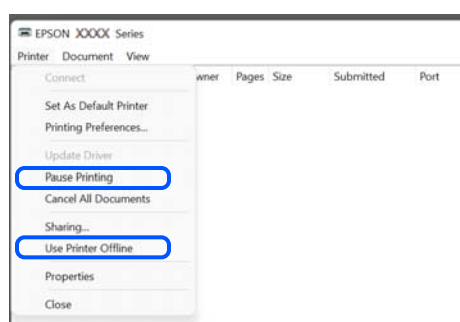 EPSON XXXX Series
Printer Document View
Connect
Owner Pages Size Submitted Port
Set As Default Printer
Printing Preferences...
Update Driver
Pause Printing
Cancel All Documents
Sharing...
Use Printer Offline
Properties
Close